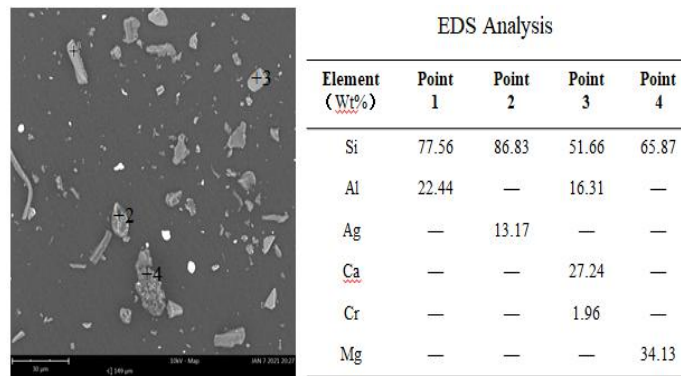 EDS Analysis
Element (Wt%) Point 1 Point 2 Point 3 Point 4
Si 77.56 86.83 51.66 65.87
Al 22.44 — 16.31 —
Ag — 13.17 — —
Ca — — 27.24 —
Cr — — 1.96 —
Mg — — — 34.13
+3
+2
+4
30 μm
149 μm
10kV - Map
JAN 7 2021 20:27